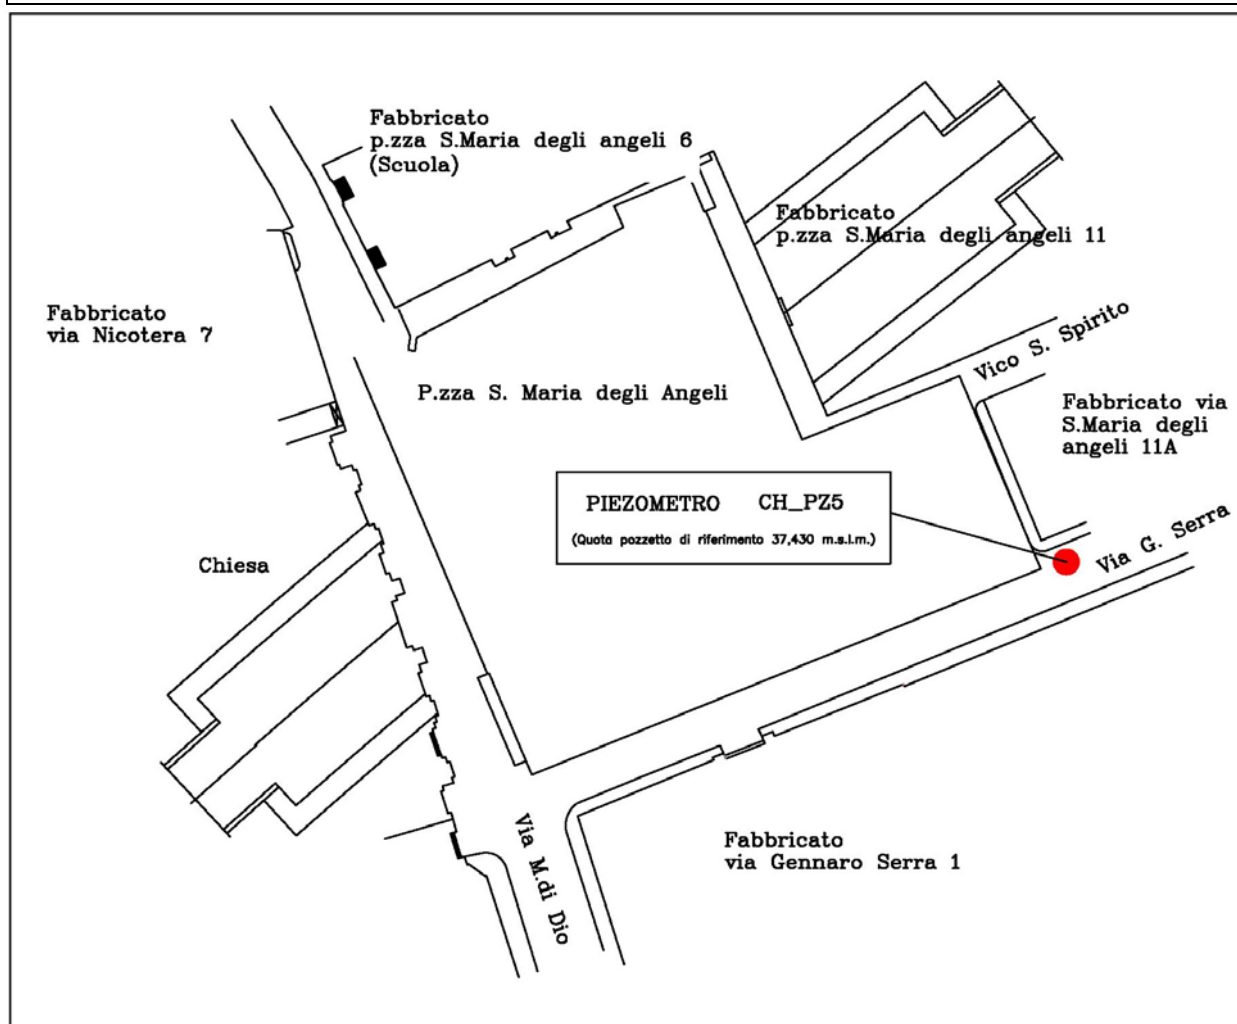 Fabbricato
p.zza S.Maria degli angeli 6
(Scuola)
Fabbricato
p.zza S.Maria degli angeli 11
Fabbricato
via Nicotera 7
Vico S. Spirito
P.zza S. Maria degli Angeli
Fabbricato via
S.Maria degli
angeli 11A
PIEZOMETRO CH_PZ5
(Quota pozzetto di riferimento 37,430 m.s.l.m.)
Via G. Serra
Chiesa
Via M.di Dio
Fabbricato
via Gennaro Serra 1